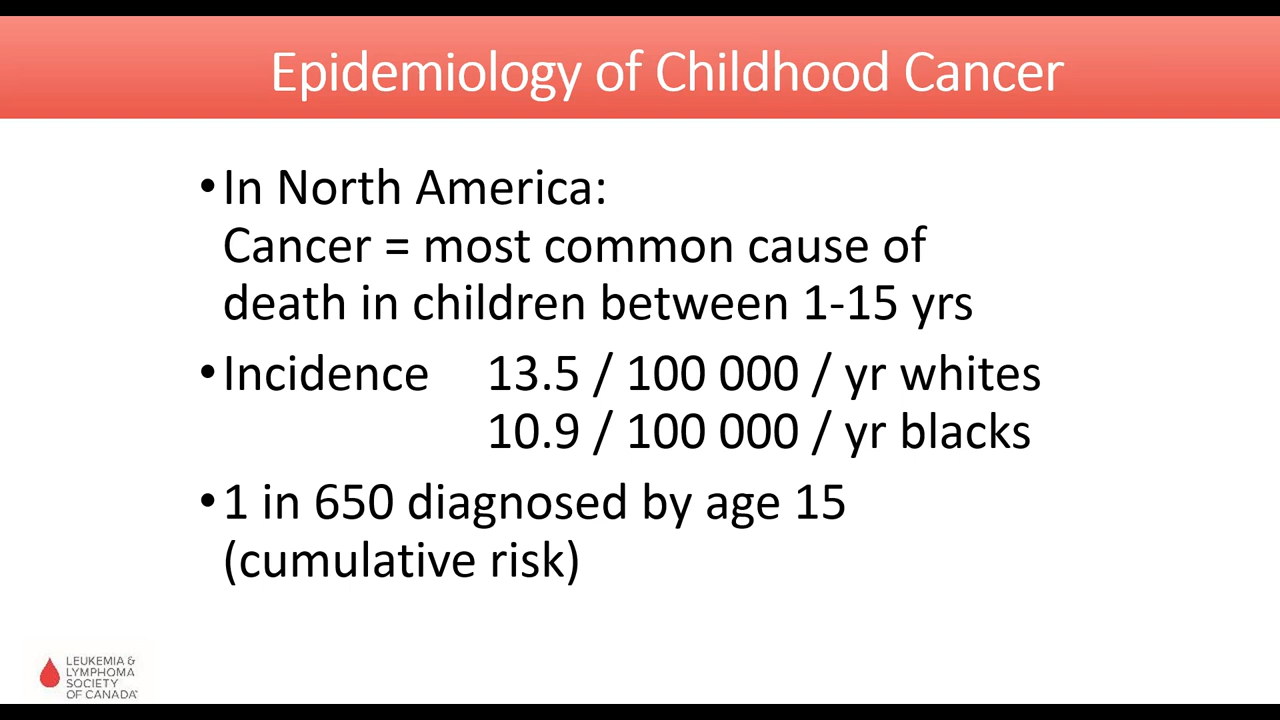 Epidemiology of Childhood Cancer
•In North America:
Cancer = most common cause of
death in children between 1-15 yrs
•Incidence 13.5 / 100 000 / yr whites
10.9 / 100 000 / yr blacks
•1 in 650 diagnosed by age 15
(cumulative risk)
LEUKEMIA &
LYMPHOMA
SOCIETY
OF CANADA